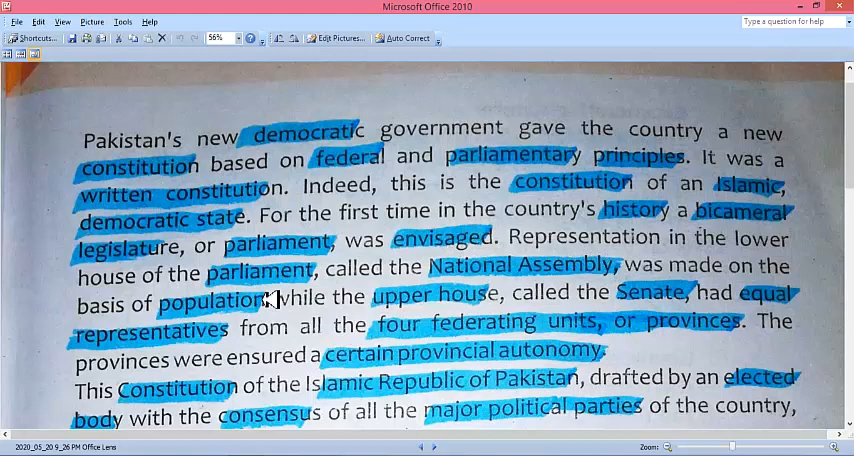 Microsoft Office 2010
File Edit View Picture Tools Help
Type a question for help
Shortcuts... 56% Edit Pictures... Auto Correct
Pakistan's new democratic government gave the country a new
constitution based on federal and parliamentary principles. It was a
written constitution. Indeed, this is the constitution of an Islamic,
democratic state. For the first time in the country's history a bicameral
legislature, or parliament, was envisaged. Representation in the lower
house of the parliament, called the National Assembly, was made on the
basis of population while the upper house, called the Senate, had equal
representatives from all the four federating units, or provinces. The
provinces were ensured a certain provincial autonomy.
This Constitution of the Islamic Republic of Pakistan, drafted by an elected
body with the consensus of all the major political parties of the country,
2020_05_20 9_26 PM Office Lens
Zoom: